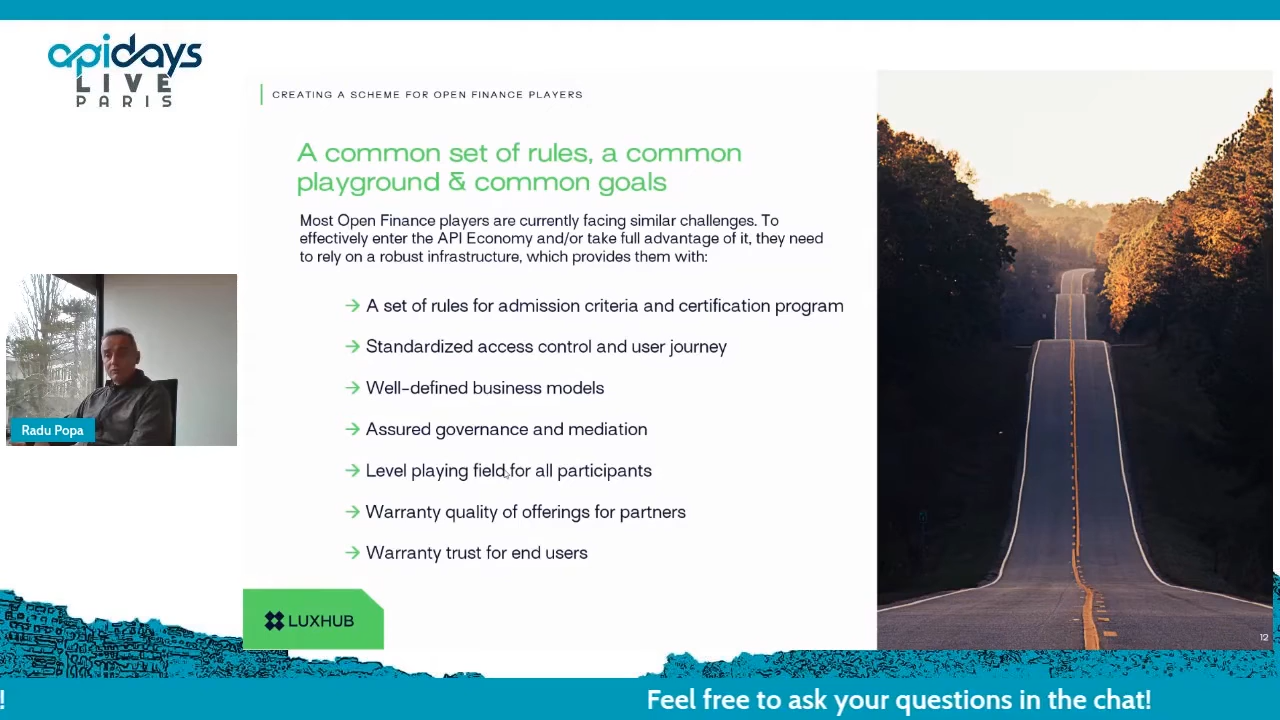 apidays
LIVE
PARIS
CREATING A SCHEME FOR OPEN FINANCE PLAYERS
A common set of rules, a common
playground & common goals
Most Open Finance players are currently facing similar challenges. To
effectively enter the API Economy and/or take full advantage of it, they need
to rely on a robust infrastructure, which provides them with:
→ A set of rules for admission criteria and certification program
→ Standardized access control and user journey
→ Well-defined business models
→ Assured governance and mediation
→ Level playing field for all participants
→ Warranty quality of offerings for partners
→ Warranty trust for end users
Radu Popa
LUXHUB
12
!
Feel free to ask your questions in the chat!